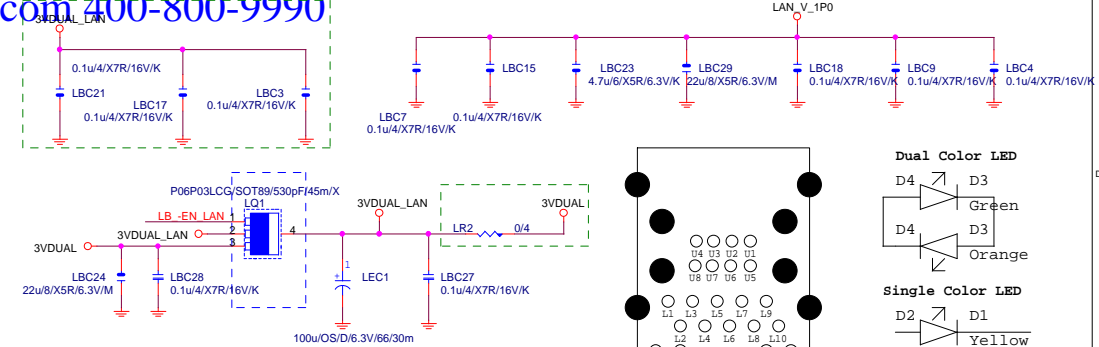 com 400-800-9990
3VDUAL_LAN
0.1u/4/X7R/16V/K
LBC21
LBC17
0.1u/4/X7R/16V/K
LBC3
0.1u/4/X7R/16V/K
LAN_V_1P0
LBC7
0.1u/4/X7R/16V/K
LBC15
0.1u/4/X7R/16V/K
LBC23
4.7u/6/X5R/6.3V/K
LBC29
22u/8/X5R/6.3V/M
LBC18
0.1u/4/X7R/16V/K
LBC9
0.1u/4/X7R/16V/K
LBC4
0.1u/4/X7R/16V/K
P06P03LCG/SOT89/530pF/45m/X
LQ1
LB_-EN_LAN 1
3VDUAL_LAN 2
3VDUAL 3
4
LBC24
22u/8/X5R/6.3V/M
LBC28
0.1u/4/X7R/16V/K
3VDUAL_LAN
1
+
LEC1
100u/OS/D/6.3V/66/30m
LBC27
0.1u/4/X7R/16V/K
LR2 0/4
3VDUAL
U4 U3 U2 U1
U8 U7 U6 U5
L1 L3 L5 L7 L9
L2 L4 L6 L8 L10
Dual Color LED
D4 D3
Green
D4 D3
Orange
Single Color LED
D2 D1
Yellow